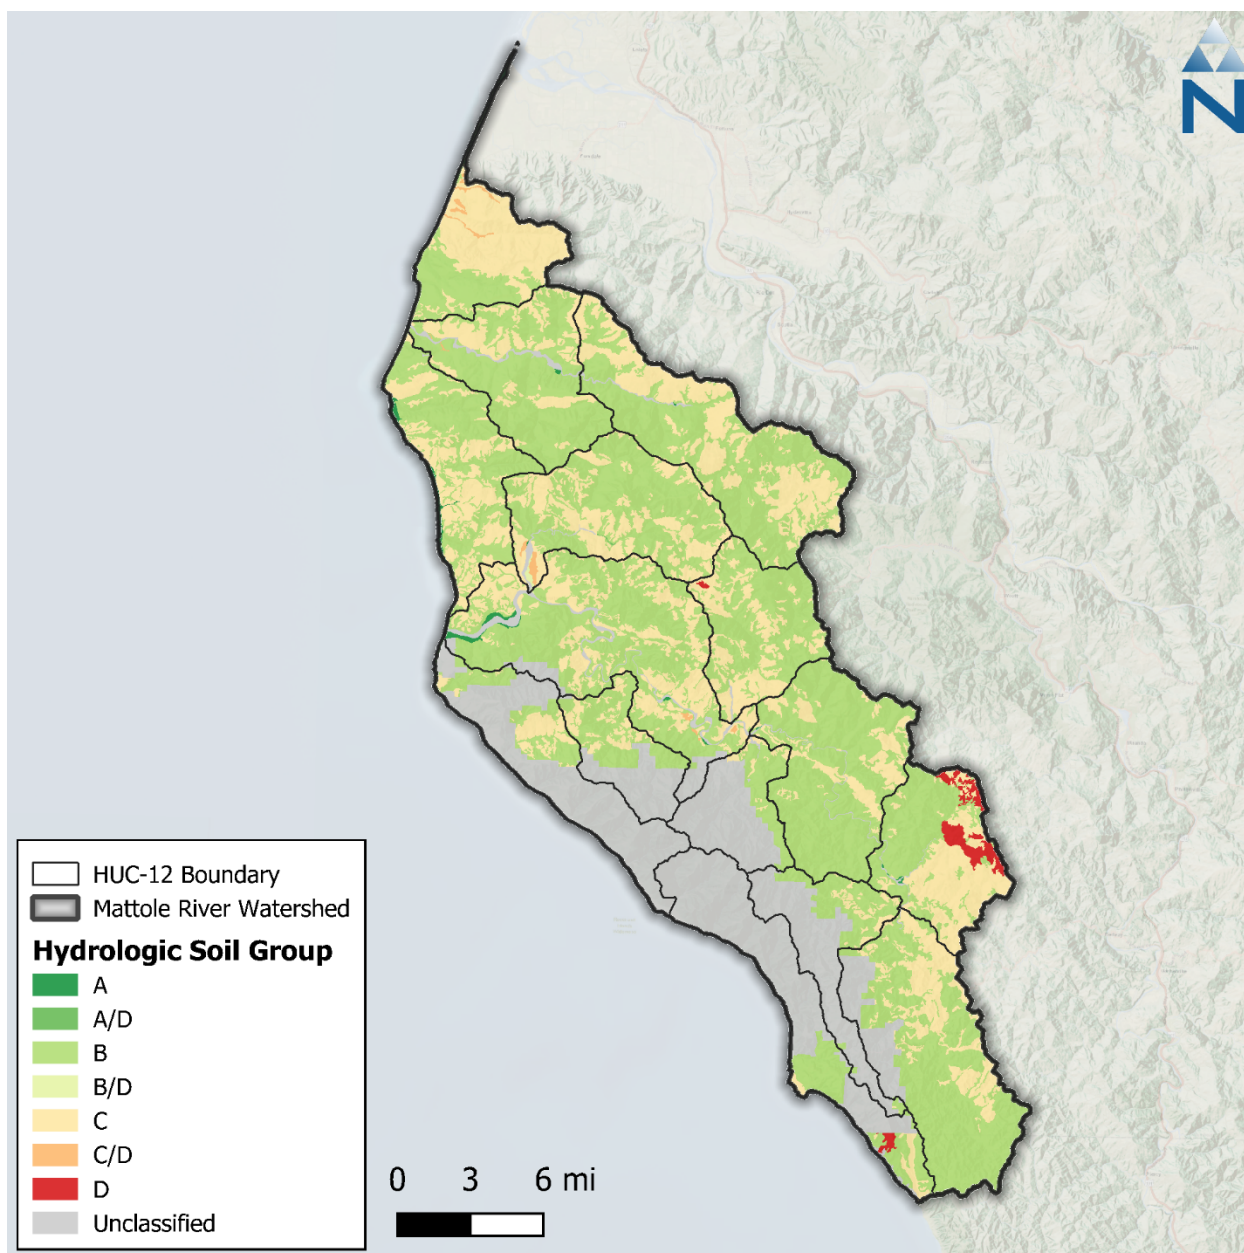 N
HUC-12 Boundary
Mattole River Watershed
Hydrologic Soil Group
A
A/D
B
B/D
C
C/D
D
Unclassified
0 3 6 mi